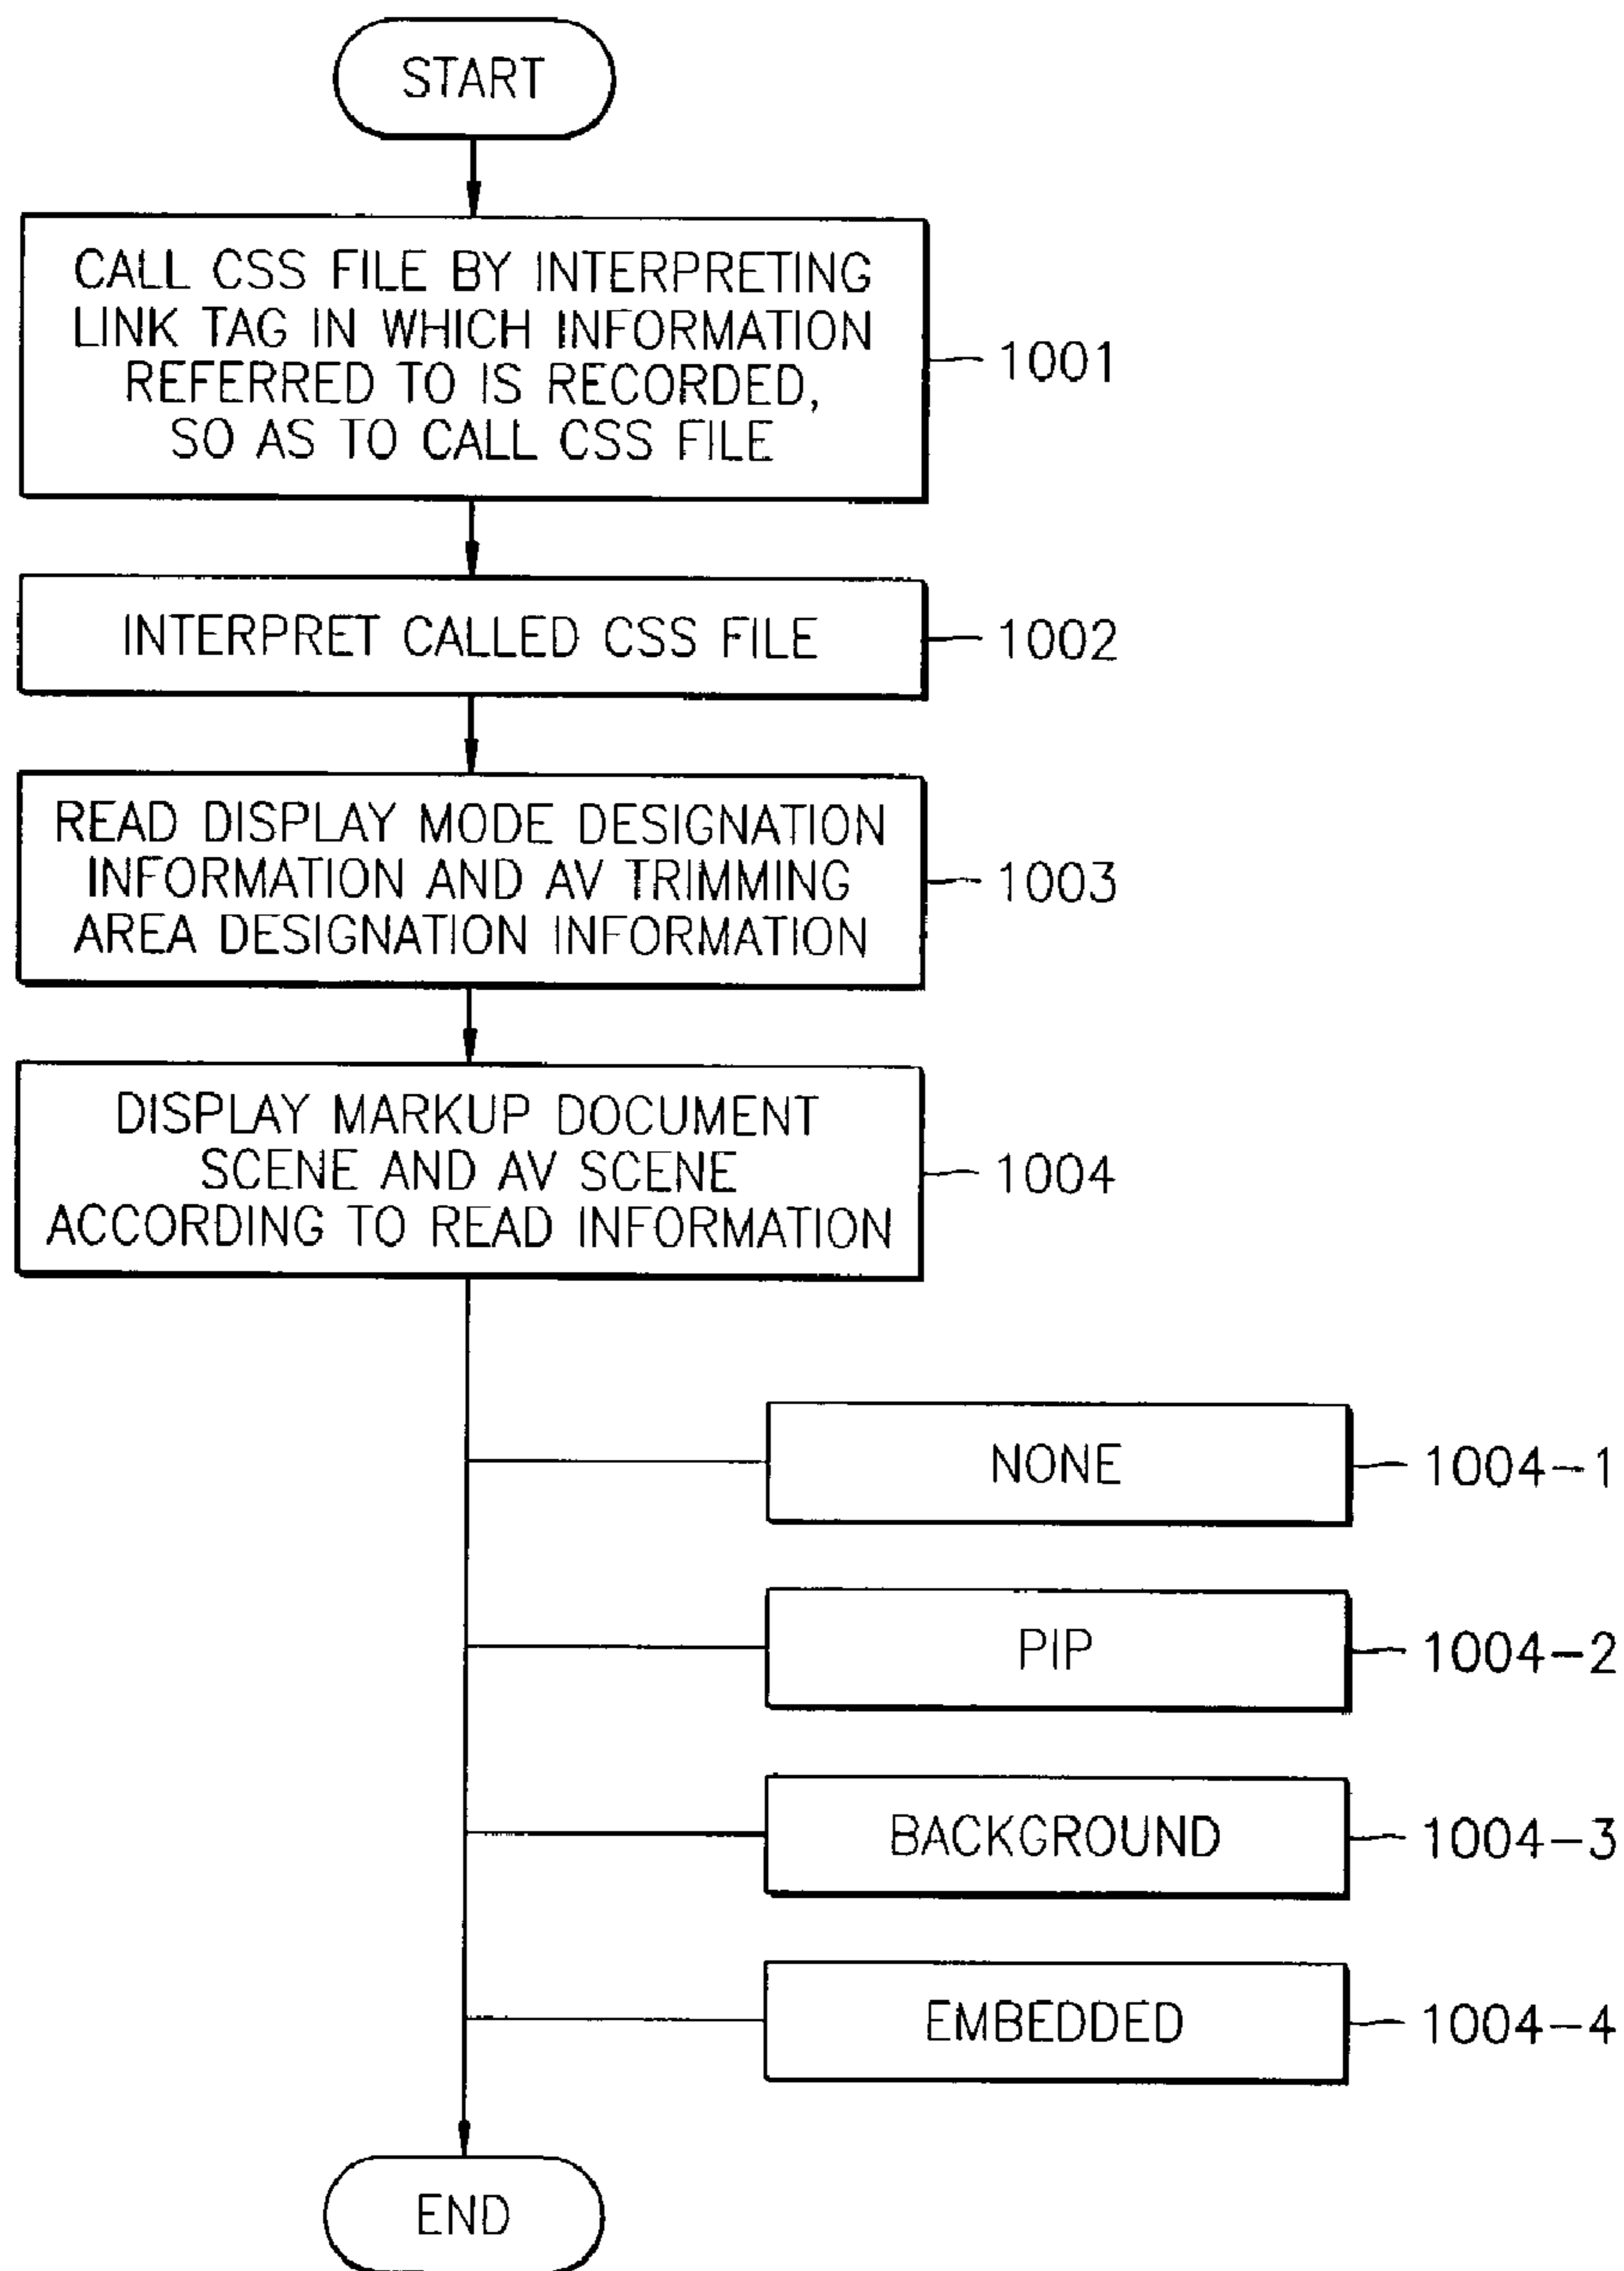 START
CALL CSS FILE BY INTERPRETING
LINK TAG IN WHICH INFORMATION
REFERRED TO IS RECORDED,
SO AS TO CALL CSS FILE
1001
INTERPRET CALLED CSS FILE
1002
READ DISPLAY MODE DESIGNATION
INFORMATION AND AV TRIMMING
AREA DESIGNATION INFORMATION
1003
DISPLAY MARKUP DOCUMENT
SCENE AND AV SCENE
ACCORDING TO READ INFORMATION
1004
NONE
1004-1
PIP
1004-2
BACKGROUND
1004-3
EMBEDDED
1004-4
END